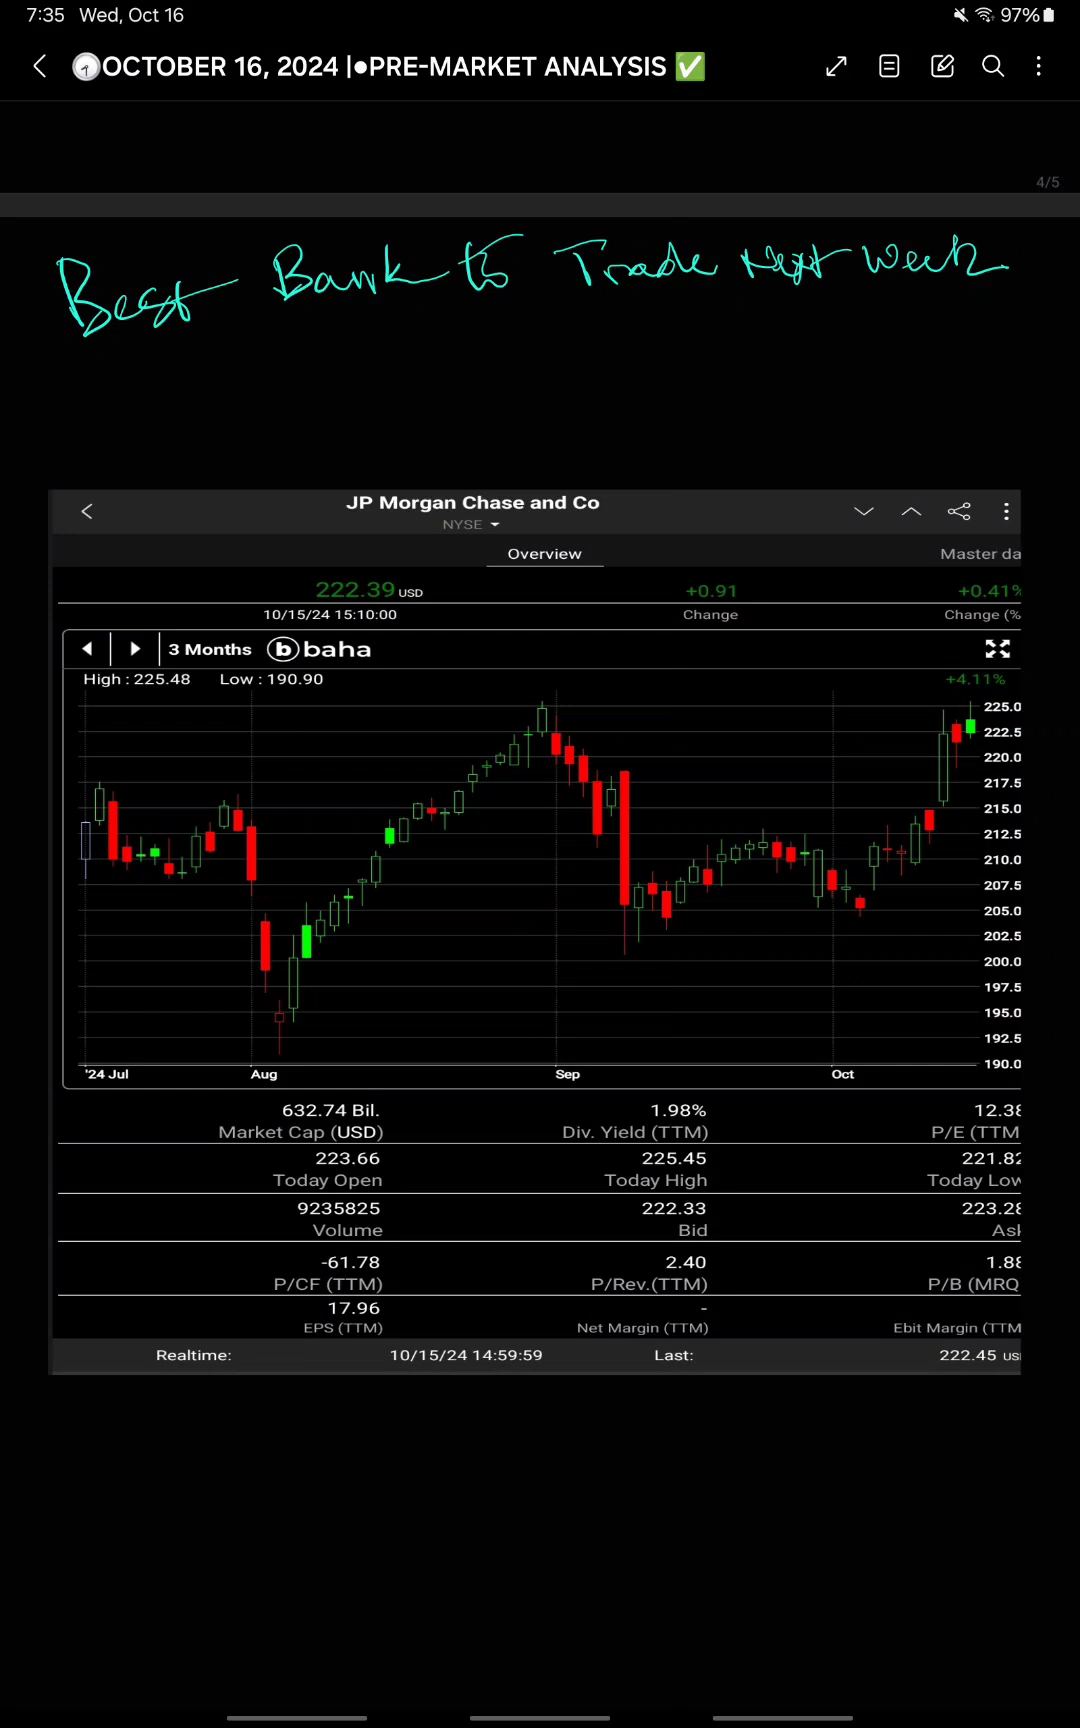 7:35 Wed, Oct 16 97%
OCTOBER 16, 2024 |●PRE-MARKET ANALYSIS ✅
4/5
Best Bank to Trade Next Week
JP Morgan Chase and Co
NYSE
Overview Master da
222.39 USD +0.91 +0.41%
10/15/24 15:10:00 Change Change (%
3 Months b baha
High : 225.48 Low : 190.90 +4.11%
225.0
222.5
220.0
217.5
215.0
212.5
210.0
207.5
205.0
202.5
200.0
197.5
195.0
192.5
190.0
'24 Jul Aug Sep Oct
632.74 Bil. 1.98% 12.38
Market Cap (USD) Div. Yield (TTM) P/E (TTM
223.66 225.45 221.82
Today Open Today High Today Low
9235825 222.33 223.28
Volume Bid Ask
-61.78 2.40 1.88
P/CF (TTM) P/Rev.(TTM) P/B (MRQ
17.96 -
EPS (TTM) Net Margin (TTM) Ebit Margin (TTM
Realtime: 10/15/24 14:59:59 Last: 222.45 US